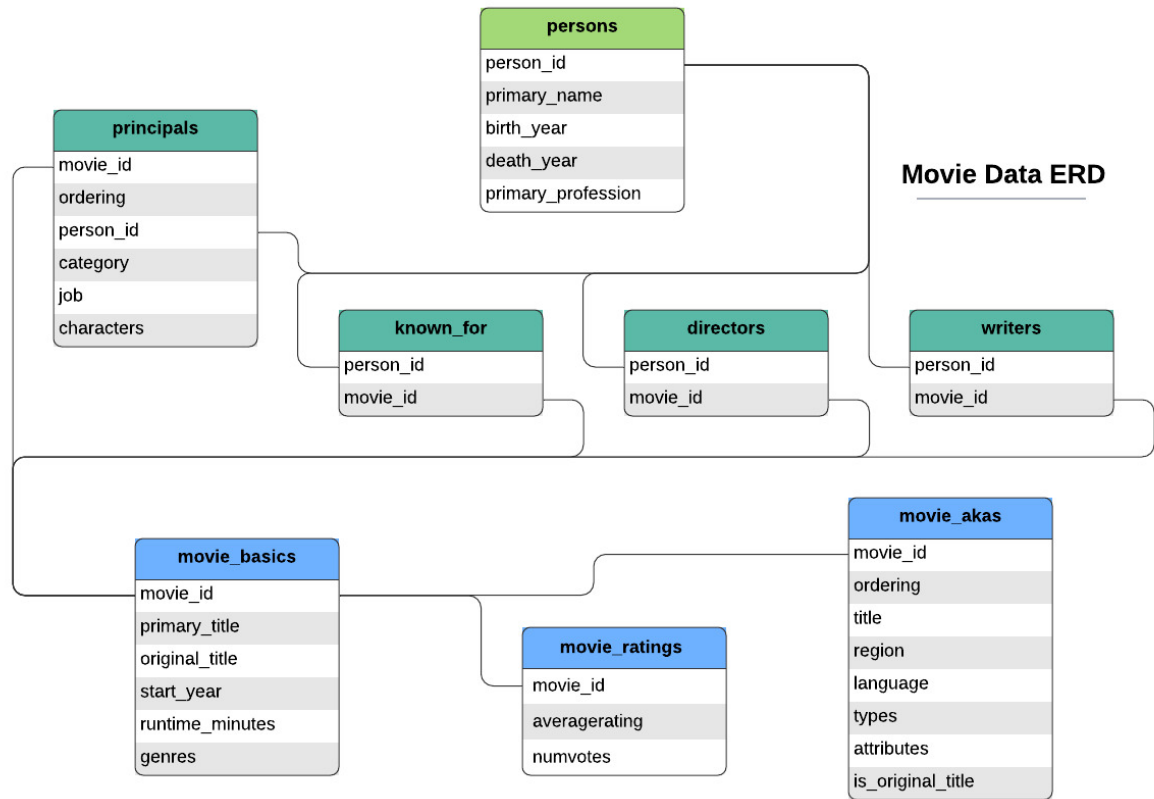 persons
person_id
primary_name
birth_year
death_year
primary_profession
principals
movie_id
ordering
person_id
category
job
characters
Movie Data ERD
known_for
person_id
movie_id
directors
person_id
movie_id
writers
person_id
movie_id
movie_basics
movie_id
primary_title
original_title
start_year
runtime_minutes
genres
movie_ratings
movie_id
averagerating
numvotes
movie_akas
movie_id
ordering
title
region
language
types
attributes
is_original_title